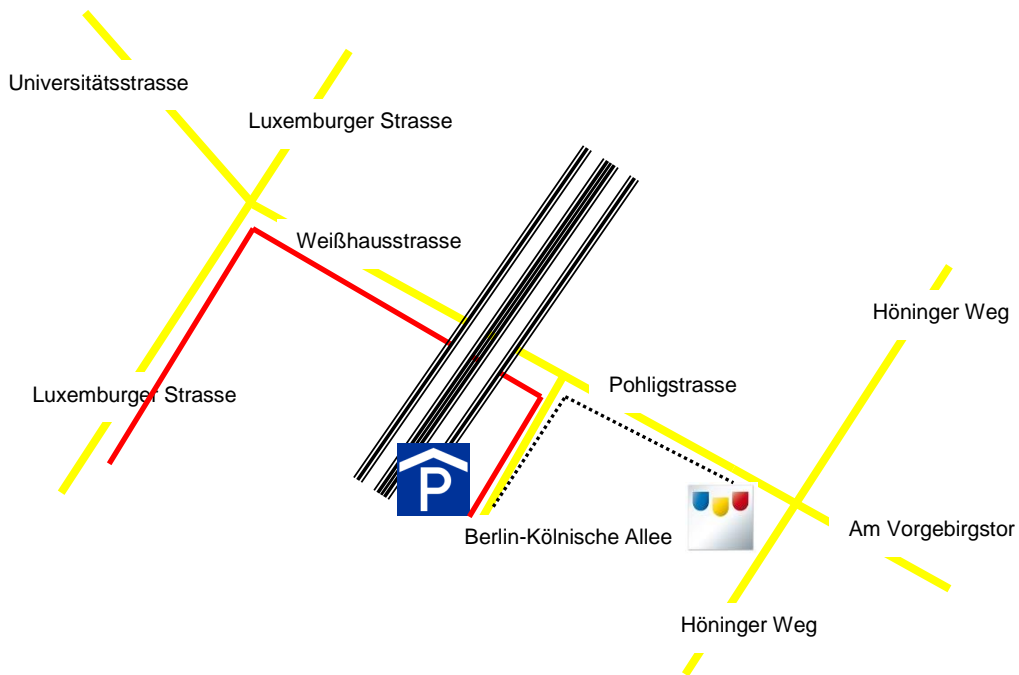 Universitätsstrasse
Luxemburger Strasse
Weißhausstrasse
Höninger Weg
Luxemburger Strasse
Pohligstrasse
P
Berlin-Kölnische Allee
Am Vorgebirgstor
Höninger Weg